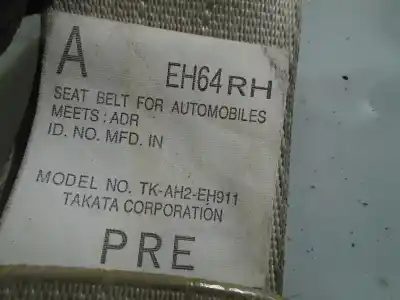 A EH64RH
SEAT BELT FOR AUTOMOBILES
MEETS: ADR
ID. NO. MFD. IN
MODEL NO. TK-AH2-EH911
TAKATA CORPORATION
PRE